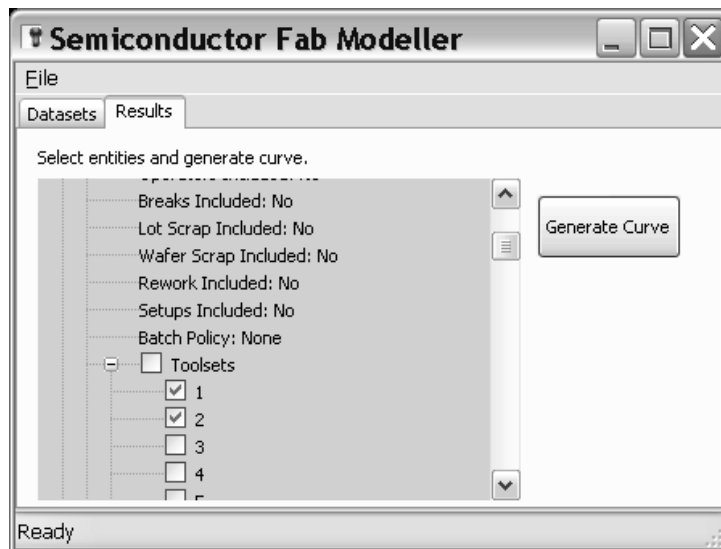 Semiconductor Fab Modeller
File
Datasets Results
Select entities and generate curve.
Breaks Included: No
Lot Scrap Included: No
Generate Curve
Wafer Scrap Included: No
Rework Included: No
Setups Included: No
Batch Policy: None
Toolsets
1
2
3
4
Ready